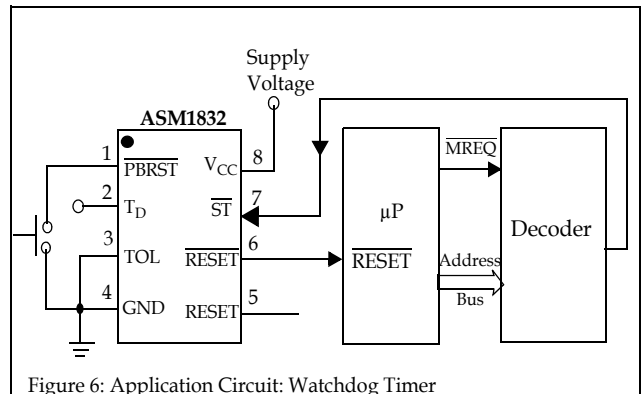 Supply
Voltage
ASM1832
1
PBRST
VCC
8
2
TD
ST
7
3
TOL
RESET
6
4
GND
RESET
5
µP
RESET
MREQ
Address
Bus
Decoder
Figure 6: Application Circuit: Watchdog Timer